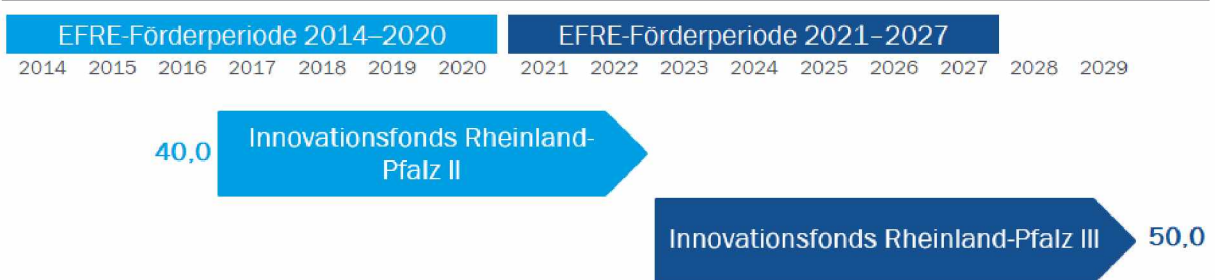 EFRE-Förderperiode 2014–2020 EFRE-Förderperiode 2021–2027
2014 2015 2016 2017 2018 2019 2020 2021 2022 2023 2024 2025 2026 2027 2028 2029
40,0 Innovationsfonds Rheinland-
Pfalz II
Innovationsfonds Rheinland-Pfalz III 50,0